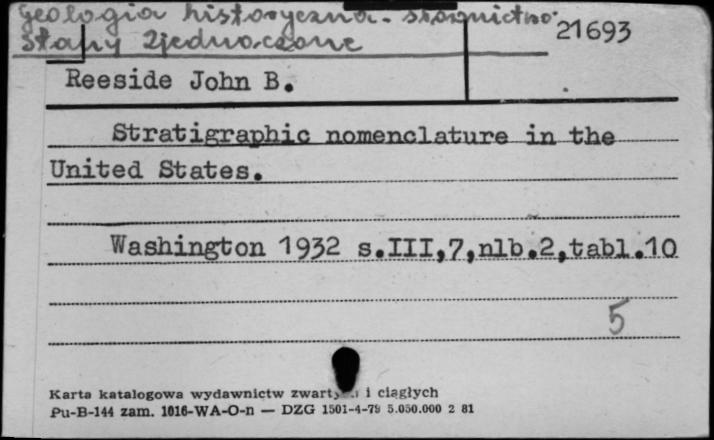 Geologia historyczna - słownictwo.
Stany Zjednoczone
21693
Reeside John B.
Stratigraphic nomenclature in the
United States.
Washington 1932 s.III,7,nlb.2,tabl.10
5
Karta katalogowa wydawnictw zwartych i ciągłych
Pu-B-144 zam. 1016-WA-O-n — DZG 1501-4-79 5.050.000 2 81